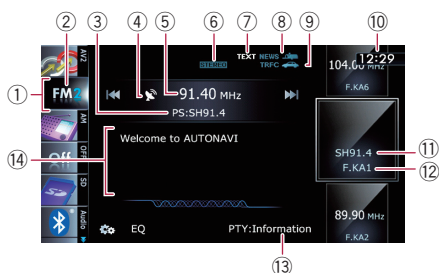 ① ② ③ ④ ⑤ ⑥ ⑦ ⑧ ⑨ ⑩
TEXT NEWS
STEREO TRFC
104.00 MHz
12:29
F.KA6
AV2
FM2
AM
OFF
Off
SD
Audio
91.40 MHz
PS:SH91.4
Welcome to AUTONAVI
SH91.4 ⑪
F.KA1 ⑫
89.90 MHz
F.KA2
EQ
PTY:Information
⑬
⑭